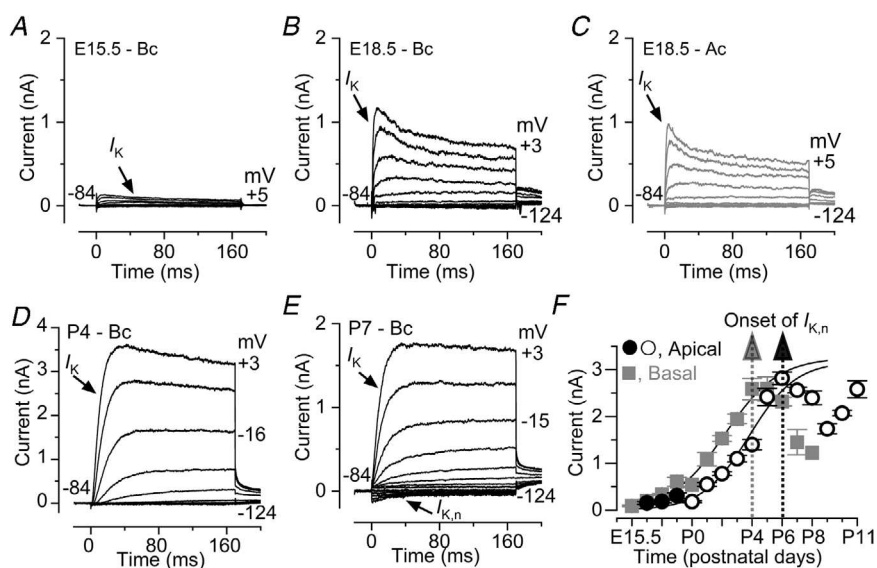 A
E15.5 - Bc
Current (nA)
2
1
0
I_K
mV
+5
-84
0 80 160
Time (ms)
B
E18.5 - Bc
Current (nA)
2
1
0
I_K
mV
+3
-84
-124
0 80 160
Time (ms)
C
E18.5 - Ac
Current (nA)
2
1
0
I_K
mV
+5
-84
0 80 160
Time (ms)
D
P4 - Bc
Current (nA)
4
3
2
1
0
I_K
mV
+3
-16
-84
-124
0 80 160
Time (ms)
E
P7 - Bc
Current (nA)
2
1
0
I_K
mV
+3
-15
-84
-124
I_K,n
0 80 160
Time (ms)
F
Onset of I_K,n
, Apical
, Basal
Current (nA)
3
2
1
0
E15.5 P0 P4 P6 P8 P11
Time (postnatal days)